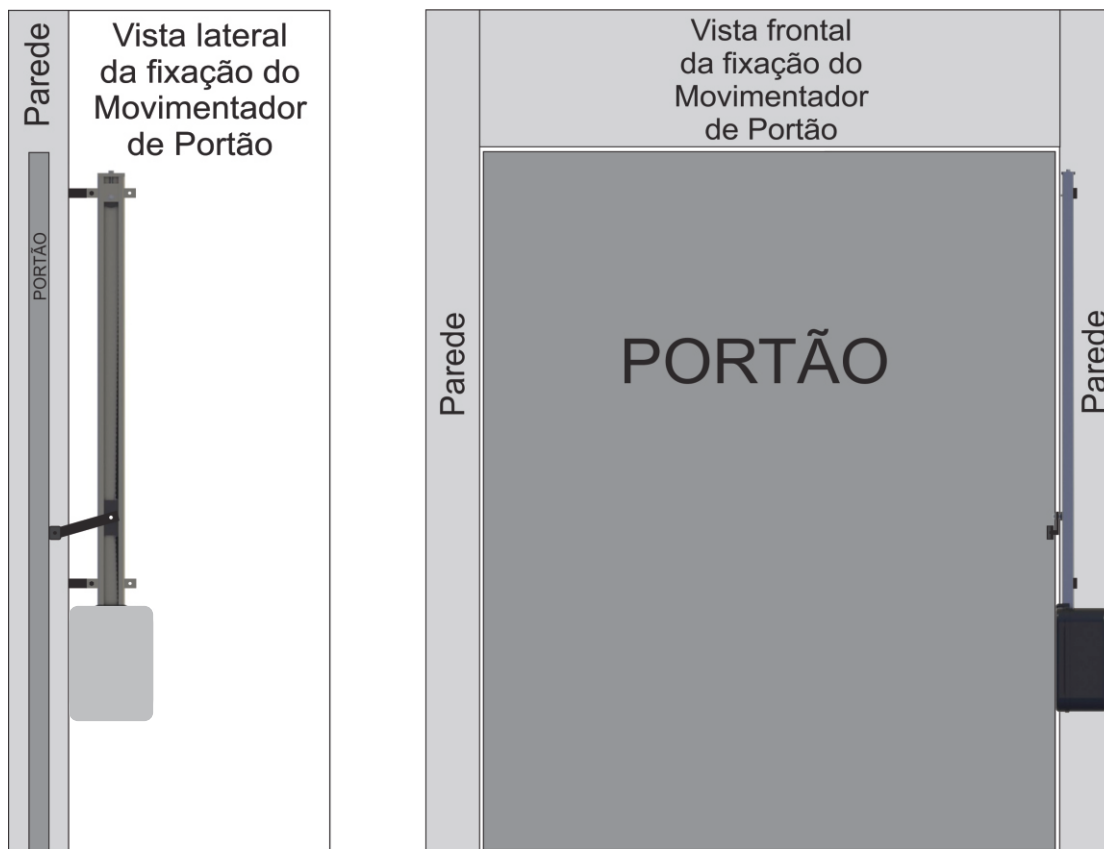 Parede
Vista lateral
da fixação do
Movimentador
de Portão
PORTÃO
Vista frontal
da fixação do
Movimentador
de Portão
Parede
PORTÃO
Parede